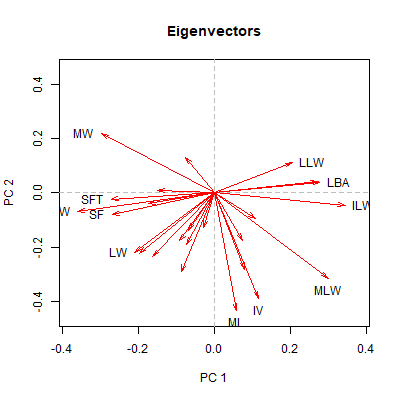 Eigenvectors
PC 2
0.4
0.2
0.0
-0.2
-0.4
MW
LLW
LBA
SFT
ILW
W
SF
LW
MLW
IV
MI
-0.4
-0.2
0.0
0.2
0.4
PC 1